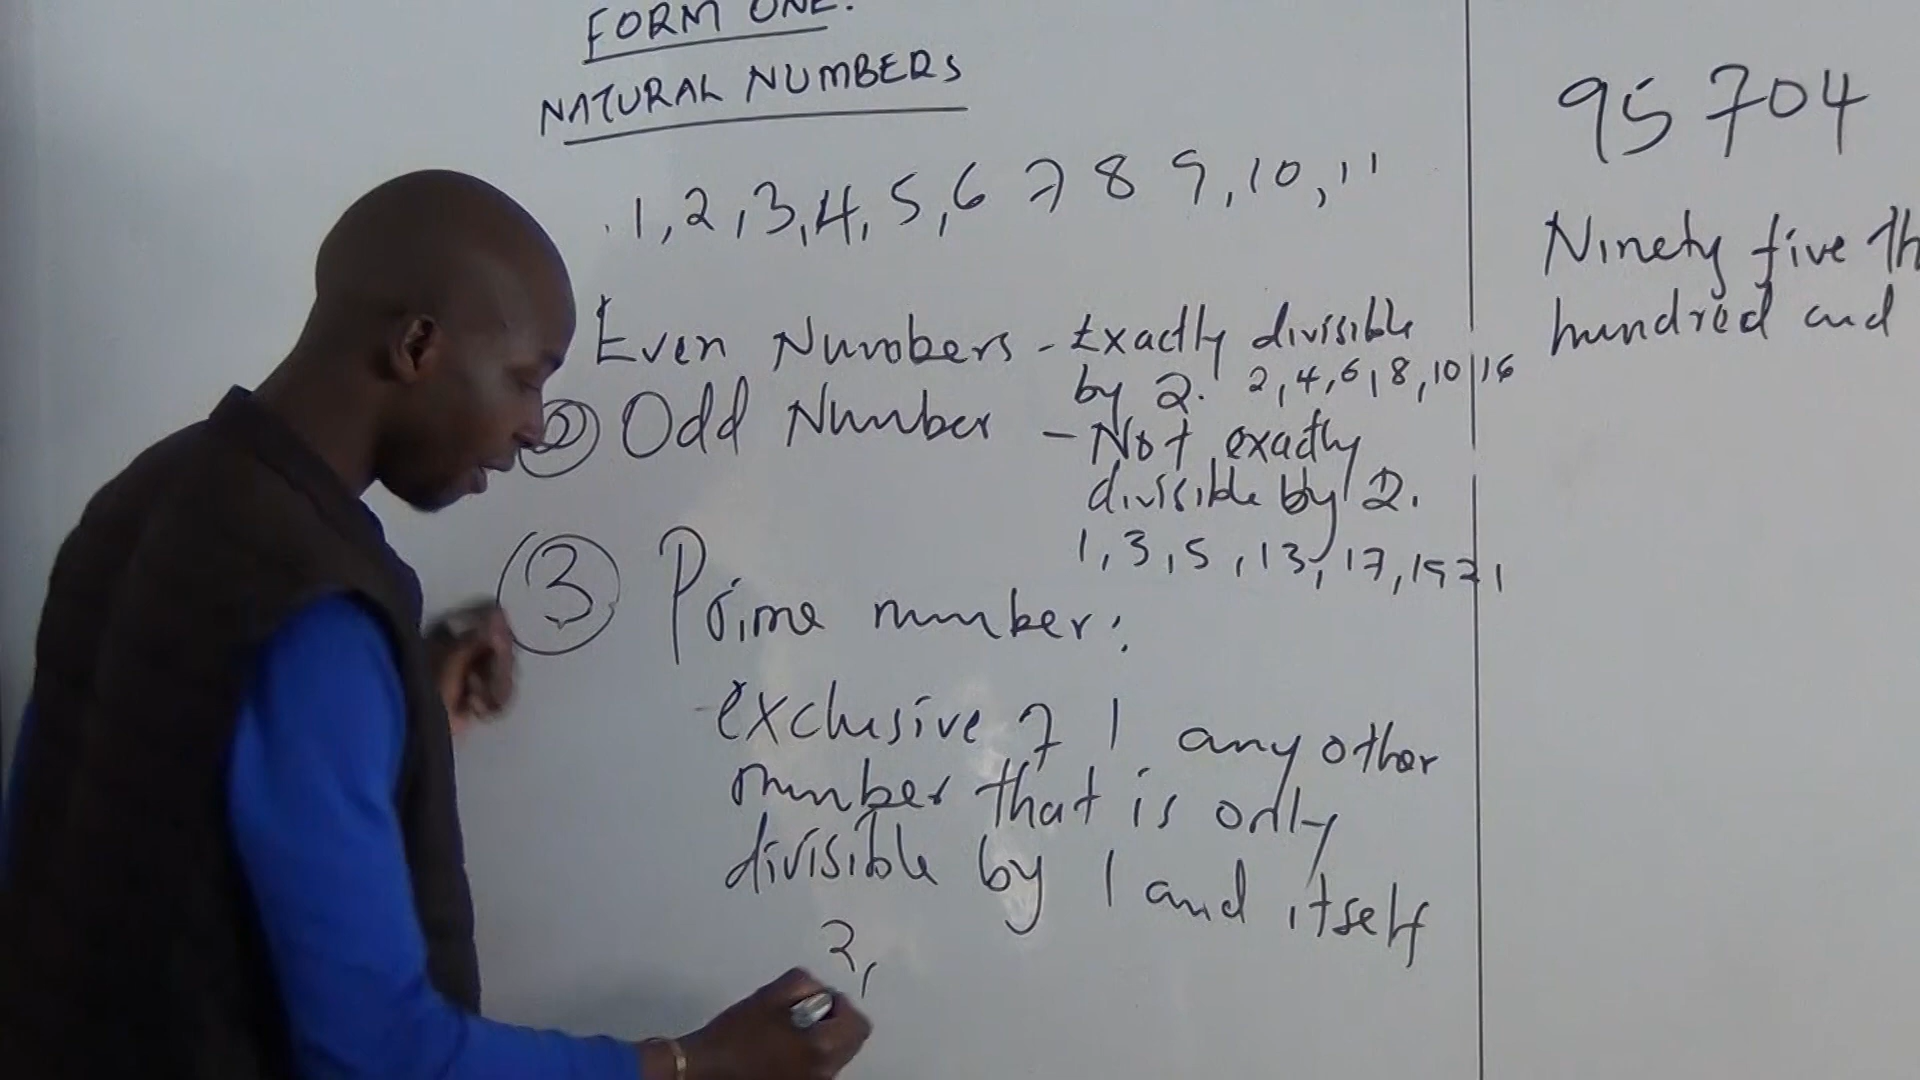 FORM ONE.
NATURAL NUMBERS
1, 2, 3, 4, 5, 6 7 8 9, 10, 11
Even Numbers - Exactly divisible
by 2. 2, 4, 6, 8, 10, 16
② Odd Number - Not exactly
divisible by 2.
1, 3, 5, 13, 17, 19 21
③ Prime number:
exclusive of 1 any other
number that is only
divisible by 1 and itself
2,
95 704
Ninety five Th
hundred and